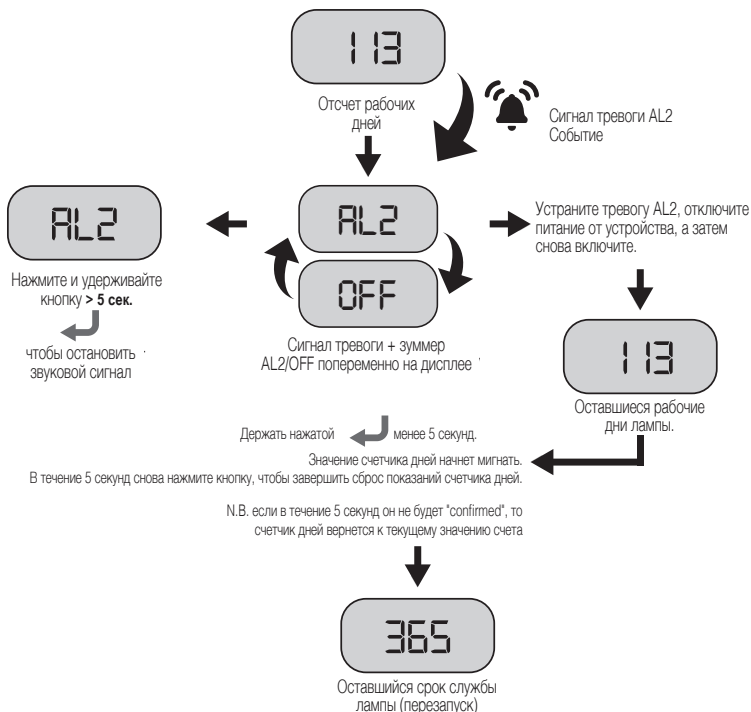 113
Отсчет рабочих
дней
Сигнал тревоги AL2
Событие
AL2
Нажмите и удерживайте
кнопку > 5 сек.
чтобы остановить
звуковой сигнал
AL2
OFF
Сигнал тревоги + зуммер
AL2/OFF попеременно на дисплее
Устраните тревогу AL2, отключите
питание от устройства, а затем
снова включите.
113
Оставшиеся рабочие
дни лампы.
Держать нажатой менее 5 секунд.
Значение счетчика дней начнет мигнать.
В течение 5 секунд снова нажмите кнопку, чтобы завершить сброс показаний счетчика дней.
N.B. если в течение 5 секунд он не будет "confirmed", то
счетчик дней вернется к текущему значению счета
365
Оставшийся срок службы
лампы (перезапуск)